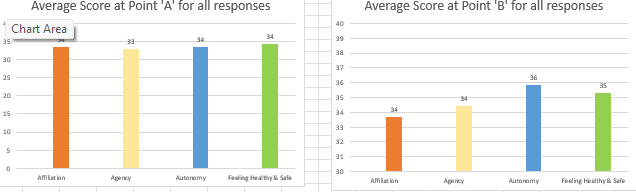 Average Score at Point 'A' for all responses
Chart Area
34
33
34
34
30
25
20
15
10
5
0
Affiliation
Agency
Autonomy
Feeling Healthy & Safe
Average Score at Point 'B' for all responses
40
39
38
37
36
35
34
33
32
31
30
34
34
36
35
Affiliation
Agency
Autonomy
Feeling Healthy & Safe